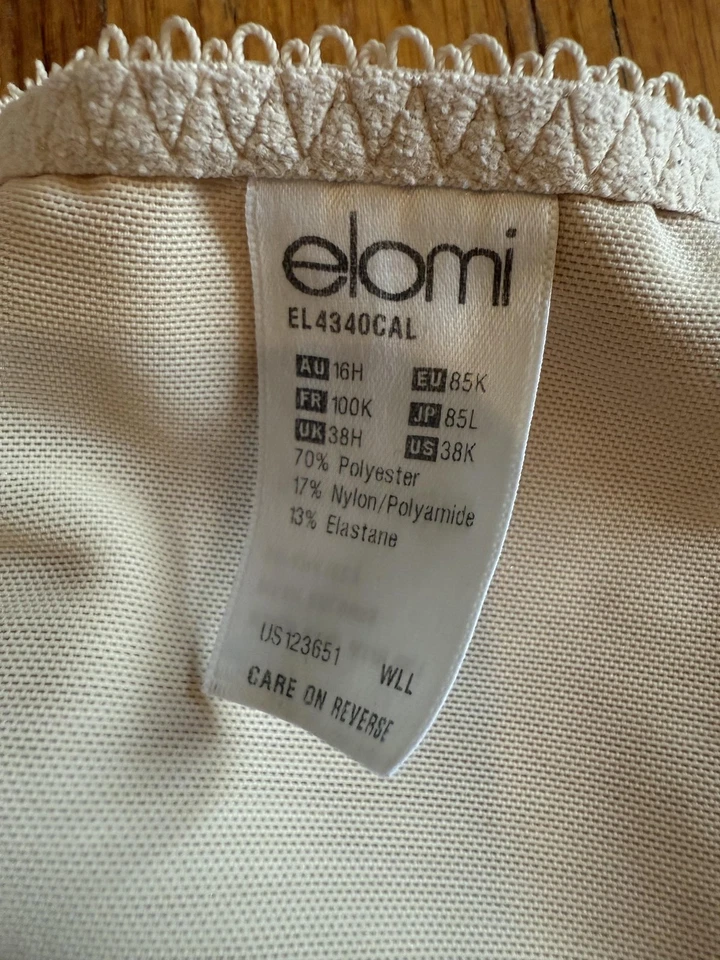 elomi
EL4340CAL
AU 16H EU 85K
FR 100K JP 85L
UK 38H US 38K
70% Polyester
17% Nylon/Polyamide
13% Elastane
US123651 WLL
CARE ON REVERSE